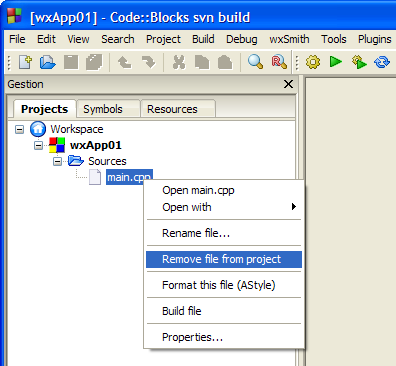 [wxApp01] - Code::Blocks svn build
File Edit View Search Project Build Debug wxSmith Tools Plugins
Gestion
Projects Symbols Resources
Workspace
wxApp01
Sources
main.cpp
Open main.cpp
Open with
Rename file...
Remove file from project
Format this file (AStyle)
Build file
Properties...